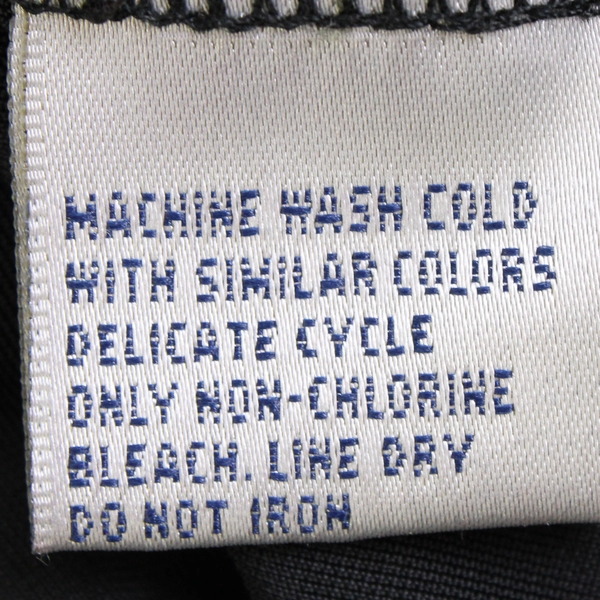 MACHINE WASH COLD
WITH SIMILAR COLORS
DELICATE CYCLE
ONLY NON-CHLORINE
BLEACH. LINE DRY
DO NOT IRON